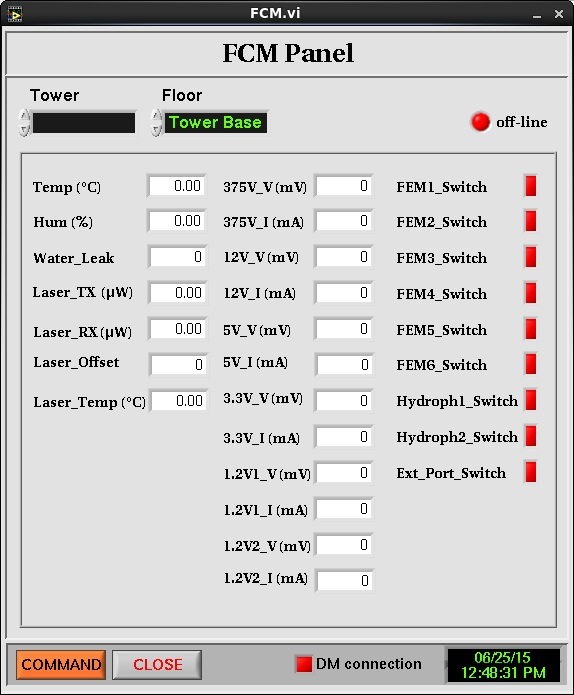 FCM.vi
FCM Panel
Tower Floor
Tower Base
off-line
Temp (°C) 0.00 375V_V (mV) 0 FEM1_Switch
Hum (%) 0.00 375V_I (mA) 0 FEM2_Switch
Water_Leak 0 12V_V (mV) 0 FEM3_Switch
Laser_TX (µW) 0.00 12V_I (mA) 0 FEM4_Switch
Laser_RX(µW) 0.00 5V_V (mV) 0 FEM5_Switch
Laser_Offset 0 5V_I (mA) 0 FEM6_Switch
Laser_Temp (°C) 0.00 3.3V_V (mV) 0 Hydroph1_Switch
3.3V_I (mA) 0 Hydroph2_Switch
1.2V1_V (mV) 0 Ext_Port_Switch
1.2V1_I (mA) 0
1.2V2_V (mV) 0
1.2V2_I (mA) 0
COMMAND CLOSE DM connection 06/25/15
12:48:31 PM